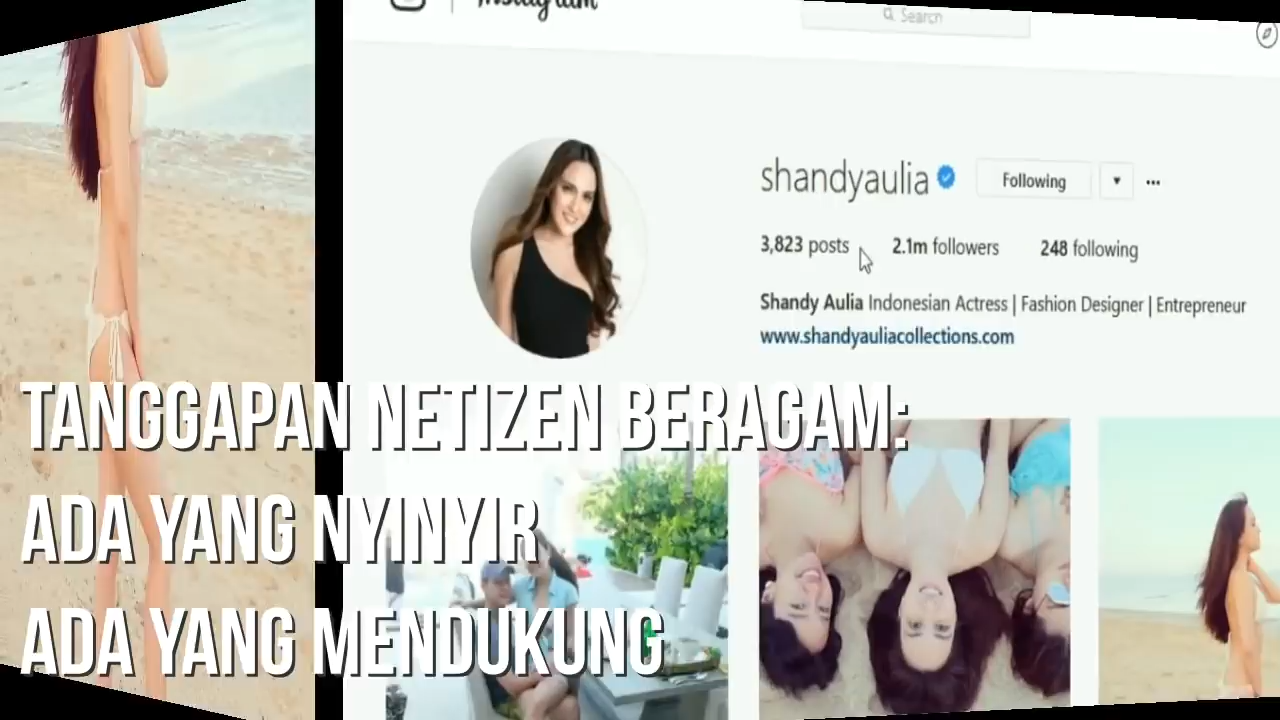 Instagram
Search
shandyaulia
Following
3,823 posts 2.1m followers 248 following
Shandy Aulia Indonesian Actress | Fashion Designer | Entrepreneur
www.shandyauliacollections.com
TANGGAPAN NETIZEN BERAGAM:
ADA YANG NYINYIR
ADA YANG MENDUKUNG